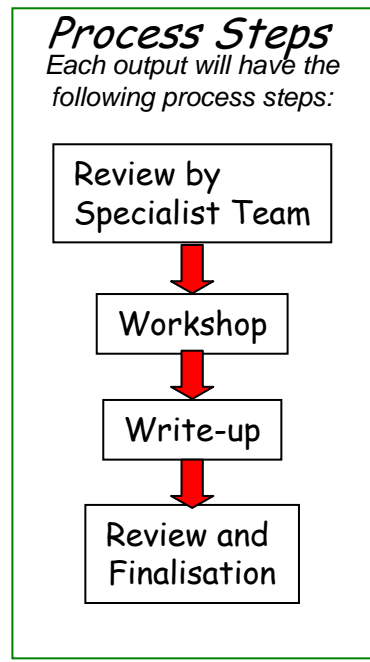 Process Steps
Each output will have the
following process steps:
Review by
Specialist Team
Workshop
Write-up
Review and
Finalisation